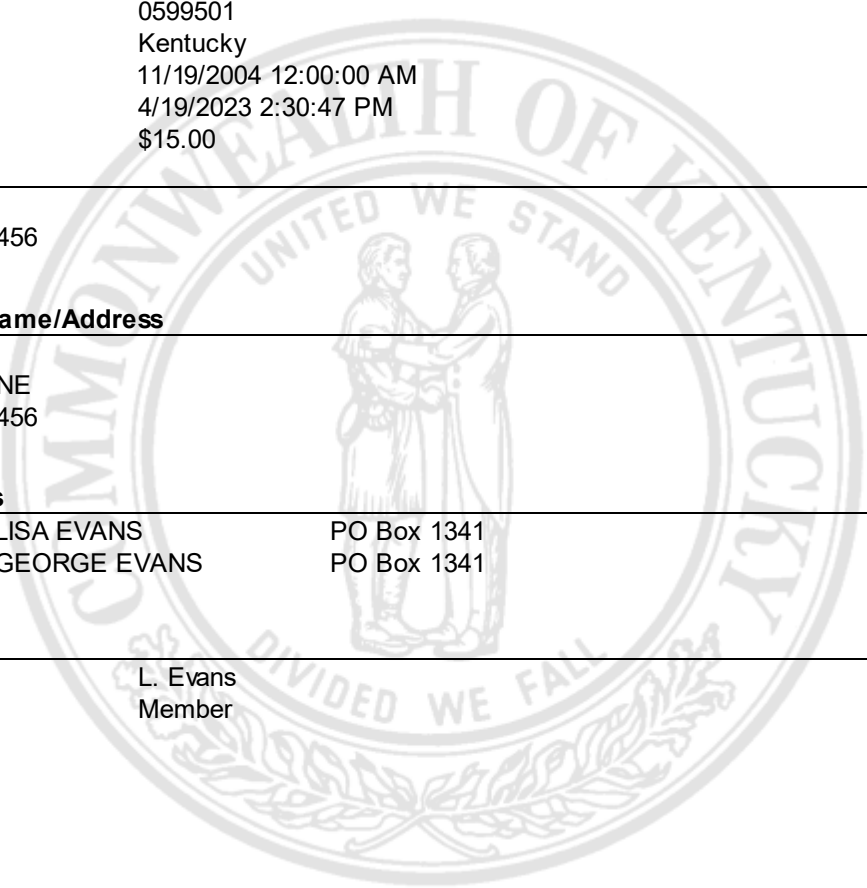 0599501
Kentucky
11/19/2004 12:00:00 AM
4/19/2023 2:30:47 PM
$15.00
456
ame/Address
NE
456
s
LISA EVANS PO Box 1341
GEORGE EVANS PO Box 1341
L. Evans
Member
COMMONWEALTH OF KENTUCKY
UNITED WE STAND
DIVIDED WE FALL